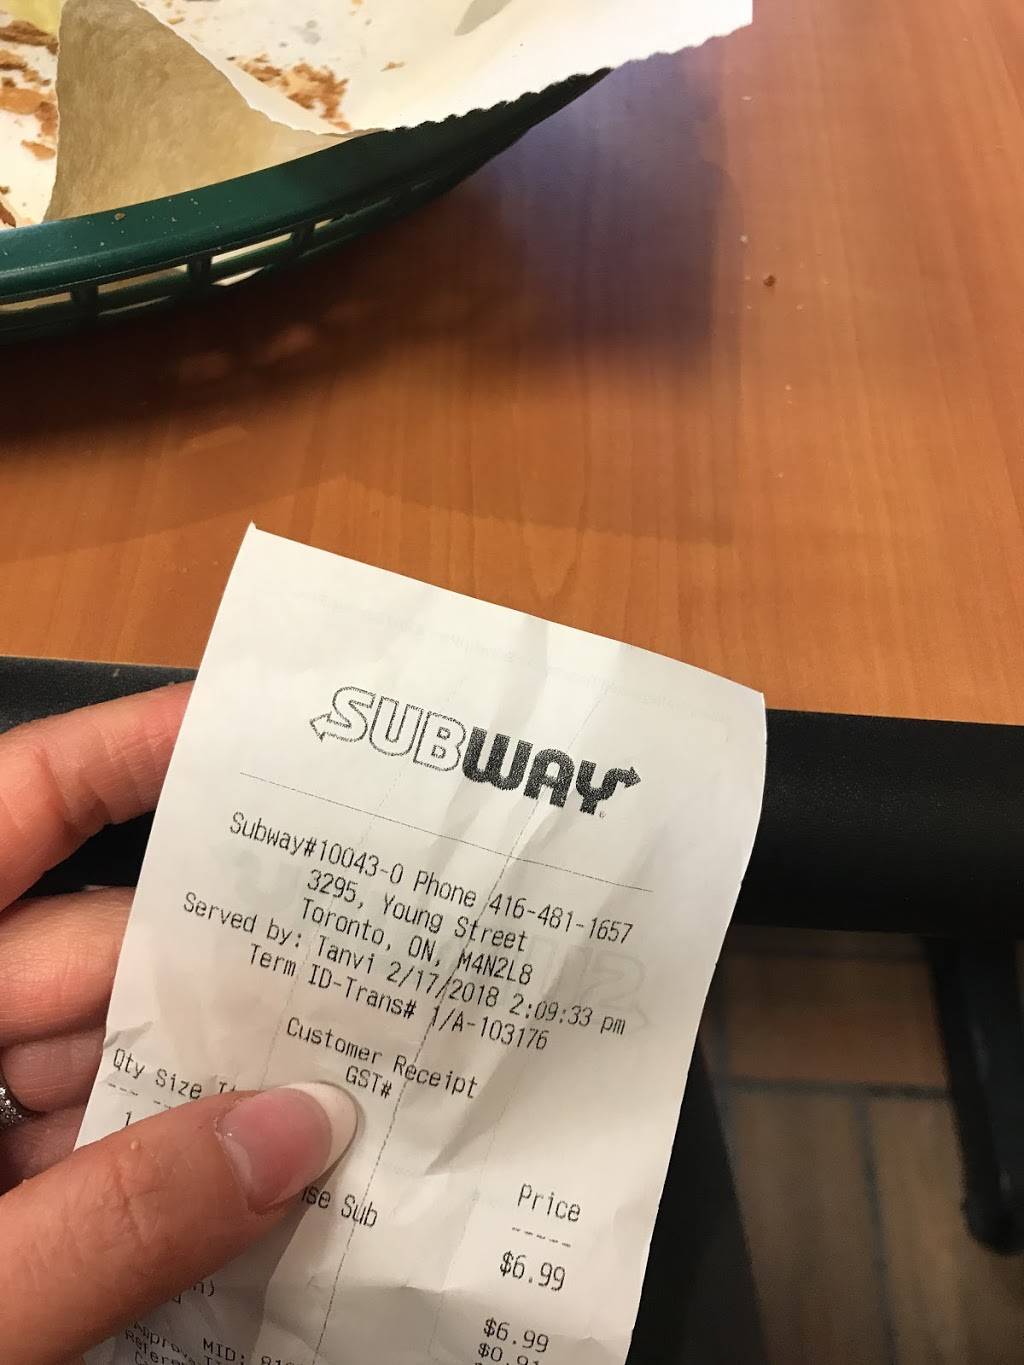 SUBWAY
Subway#10043-0 Phone 416-481-1657
3295, Young Street
Toronto, ON, M4N2L8
Served by: Tanvi 2/17/2018 2:09:33 pm
Term ID-Trans# 1/A-103176
Customer Receipt
GST#
Qty Size
Price
--- -----
1
$6.99
Sub
$6.99
MID: